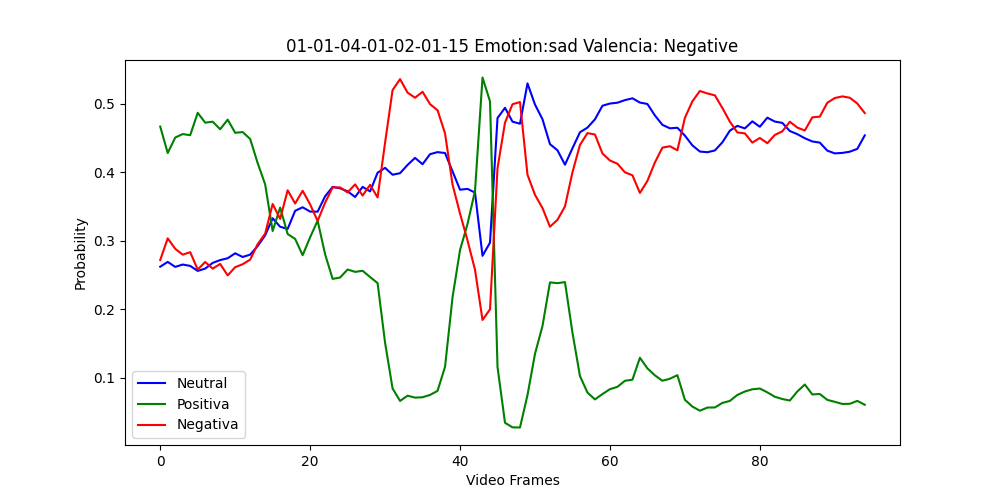 01-01-04-01-02-01-15 Emotion:sad Valencia: Negative
Probability
0.5
0.4
0.3
0.2
0.1
Neutral
Positiva
Negativa
0 20 40 60 80
Video Frames